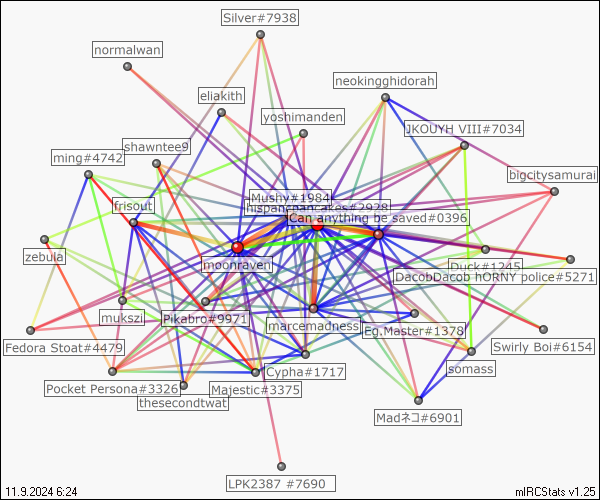 Silver#7938
normalwan
neokingghidorah
eliakith
yoshimanden
JKOUYH VIII#7034
shawntee9
ming#4742
bigcitysamurai
Mushy#1984
hispancpancakes#2928
frisout
Can anything be saved#0396
zebula
moonraven
Duck#1245
DacobDacob hORNY police#5271
mukszi
Pikabro#9971
marcemadness
Eg.Master#1378
Fedora Stoat#4479
Swirly Boi#6154
Cypha#1717
somass
Pocket Persona#3326
Majestic#3375
thesecondtwat
Madネコ#6901
LPK2387 #7690
11.9.2024 6:24
mIRCStats v1.25